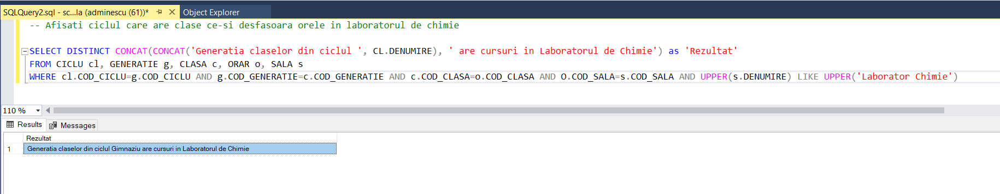 SQLQuery2.sql - sc...la (adminescu (61))* Object Explorer
-- Afisati ciclul care are clase ce-si desfasoara orele in laboratorul de chimie
SELECT DISTINCT CONCAT(CONCAT('Generatia claselor din ciclul ', CL.DENUMIRE), ' are cursuri in Laboratorul de Chimie') as 'Rezultat'
FROM CICLU cl, GENERATIE g, CLASA c, ORAR o, SALA s
WHERE cl.COD_CICLU=g.COD_CICLU AND g.COD_GENERATIE=c.COD_GENERATIE AND c.COD_CLASA=o.COD_CLASA AND O.COD_SALA=s.COD_SALA AND UPPER(s.DENUMIRE) LIKE UPPER('Laborator Chimie')
110 %
Results Messages
Rezultat
1 Generatia claselor din ciclul Gimnaziu are cursuri in Laboratorul de Chimie